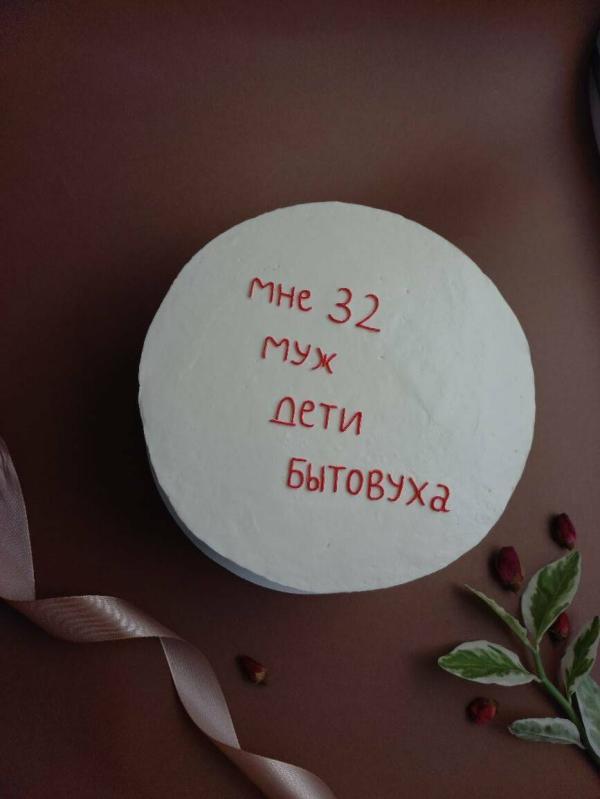 мне 32
муж
дети
бытовуха